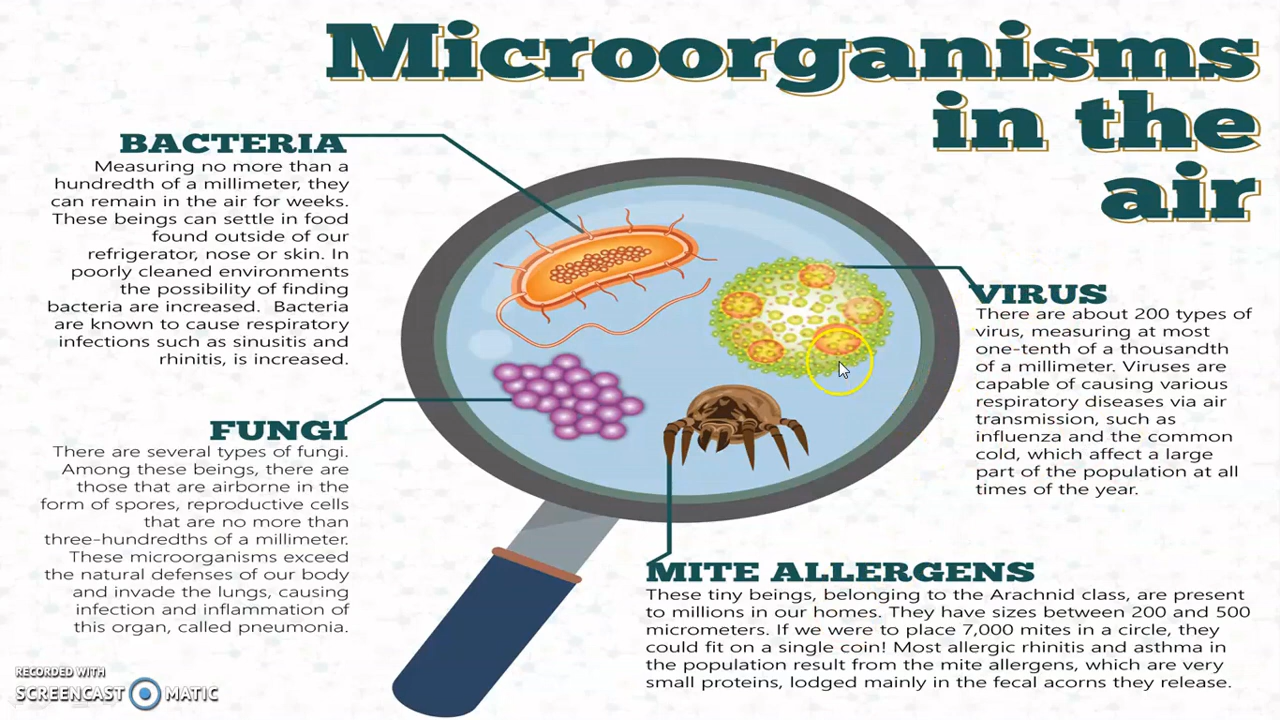 Microorganisms
in the
air
BACTERIA
Measuring no more than a
hundredth of a millimeter, they
can remain in the air for weeks.
These beings can settle in food
found outside of our
refrigerator, nose or skin. In
poorly cleaned environments
the possibility of finding
bacteria are increased. Bacteria
are known to cause respiratory
infections such as sinusitis and
rhinitis, is increased.
FUNGI
There are several types of fungi.
Among these beings, there are
those that are airborne in the
form of spores, reproductive cells
that are no more than
three-hundredths of a millimeter.
These microorganisms exceed
the natural defenses of our body
and invade the lungs, causing
infection and inflammation of
this organ, called pneumonia.
VIRUS
There are about 200 types of
virus, measuring at most
one-tenth of a thousandth
of a millimeter. Viruses are
capable of causing various
respiratory diseases via air
transmission, such as
influenza and the common
cold, which affect a large
part of the population at all
times of the year.
MITE ALLERGENS
These tiny beings, belonging to the Arachnid class, are present
to millions in our homes. They have sizes between 200 and 500
micrometers. If we were to place 7,000 mites in a circle, they
could fit on a single coin! Most allergic rhinitis and asthma in
the population result from the mite allergens, which are very
small proteins, lodged mainly in the fecal acorns they release.
RECORDED WITH
SCREENCAST MATIC